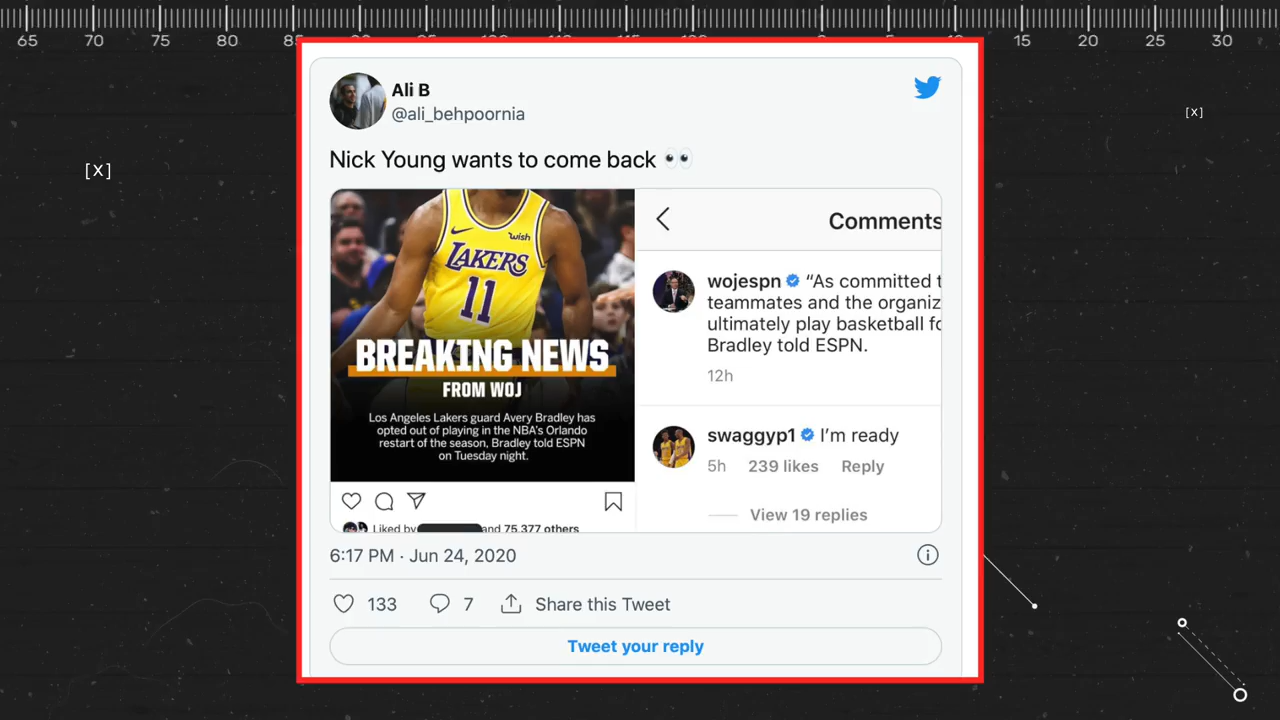 65 70 75 80 15 20 25 30
[X]
[X]
Ali B
@ali_behpoornia
Nick Young wants to come back 👀
wish
LAKERS
11
BREAKING NEWS
FROM WOJ
Los Angeles Lakers guard Avery Bradley has
opted out of playing in the NBA's Orlando
restart of the season, Bradley told ESPN
on Tuesday night.
Liked by and 75,377 others
Comments
wojespn "As committed
teammates and the
ultimately play basketball
Bradley told ESPN.
12h
swaggyp1 I'm ready
5h 239 likes Reply
View 19 replies
6:17 PM · Jun 24, 2020
133 7 Share this Tweet
Tweet your reply